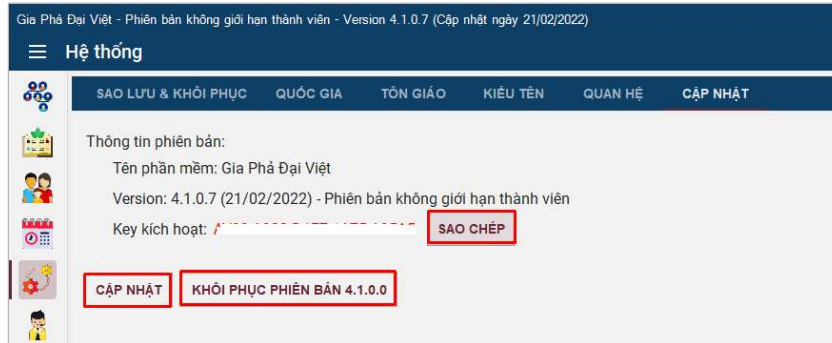 Gia Phả Đại Việt - Phiên bản không giới hạn thành viên - Version 4.1.0.7 (Cập nhật ngày 21/02/2022)
Hệ thống
SAO LƯU & KHÔI PHỤC QUỐC GIA TÔN GIÁO KIỂU TÊN QUAN HỆ CẬP NHẬT
Thông tin phiên bản:
Tên phần mềm: Gia Phả Đại Việt
Version: 4.1.0.7 (21/02/2022) - Phiên bản không giới hạn thành viên
Key kích hoạt: SAO CHÉP
CẬP NHẬT KHÔI PHỤC PHIÊN BẢN 4.1.0.0